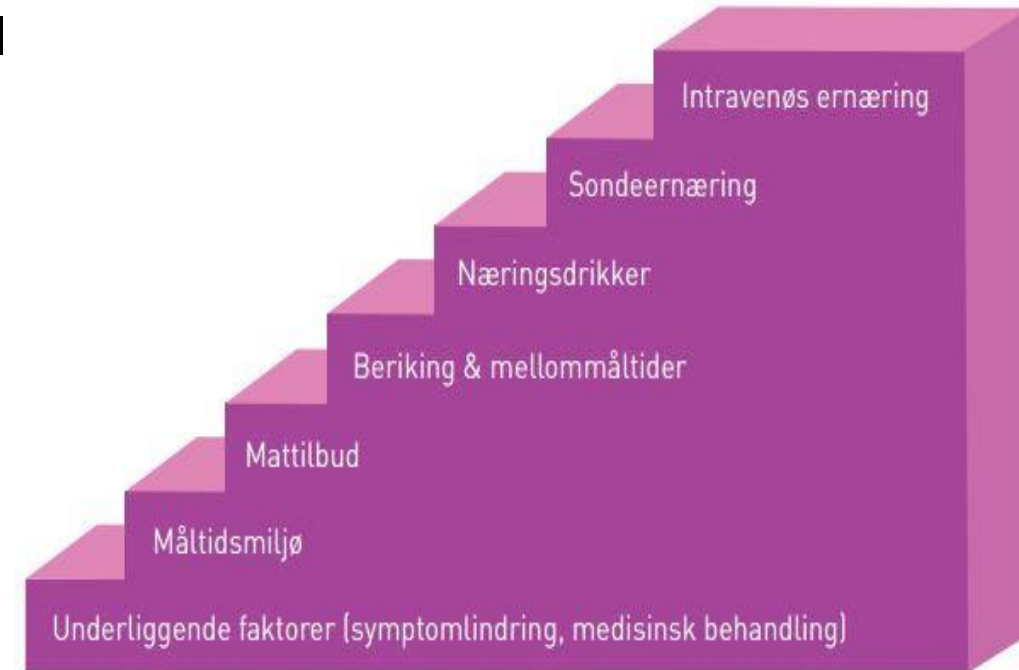 Intravenøs ernæring
Sondeernæring
Næringsdrikker
Beriking & mellommåltider
Mattilbud
Måltidsmiljø
Underliggende faktorer (symptomlindring, medisinsk behandling)